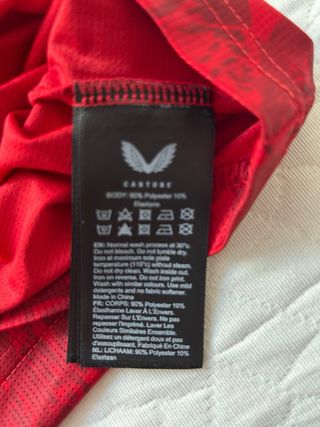 CASTORE
BODY: 90% Polyester 10%
Elastane
EN: Normal wash process at 30°c.
Do not bleach. Do not tumble dry.
Iron at maximum sole plate
temperature (110°c) without steam.
Do not dry clean. Wash inside out.
Iron on reverse. Do not iron print.
Wash with similar colours. Use mild
detergents and no fabric softener.
Made in China
FR: CORPS: 90% Polyester 10%
Élasthanne Laver À L'Envers.
Repasser Sur L'Envers. Ne pas
repasser l'imprimé. Laver Les
Couleurs Similaires Ensemble.
Utiliser un détergent doux et pas
d'assouplissant. Fabriqué En Chine
NL: LICHAAM: 90% Polyester 10%
Elastaan